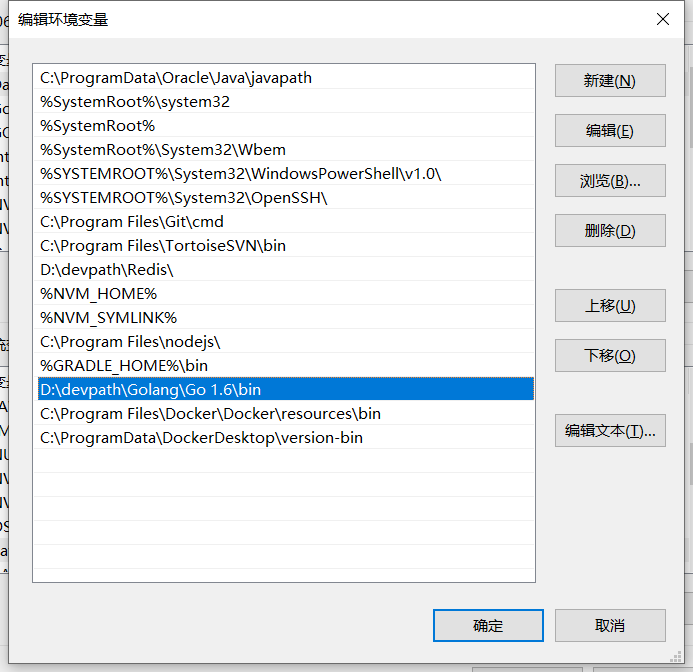 编辑环境变量
C:\ProgramData\Oracle\Java\javapath
%SystemRoot%\system32
%SystemRoot%
%SystemRoot%\System32\Wbem
%SYSTEMROOT%\System32\WindowsPowerShell\v1.0\
%SYSTEMROOT%\System32\OpenSSH\
C:\Program Files\Git\cmd
C:\Program Files\TortoiseSVN\bin
D:\devpath\Redis\
%NVM_HOME%
%NVM_SYMLINK%
C:\Program Files\nodejs\
%GRADLE_HOME%\bin
D:\devpath\Golang\Go 1.6\bin
C:\Program Files\Docker\Docker\resources\bin
C:\ProgramData\DockerDesktop\version-bin
新建(N)
编辑(E)
浏览(B)...
删除(D)
上移(U)
下移(O)
编辑文本(T)...
确定
取消